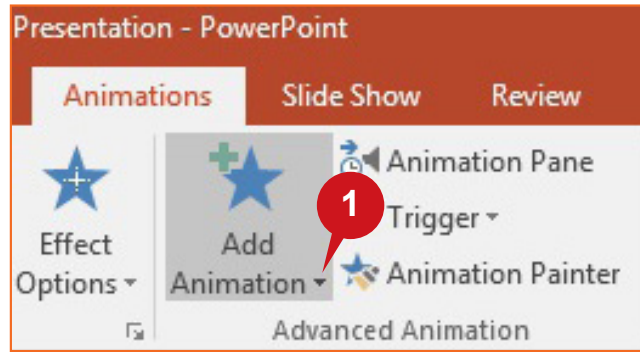 Presentation - PowerPoint
Animations Slide Show Review
Effect Options
Add Animation
Animation Pane
1
Trigger
Animation Painter
Advanced Animation